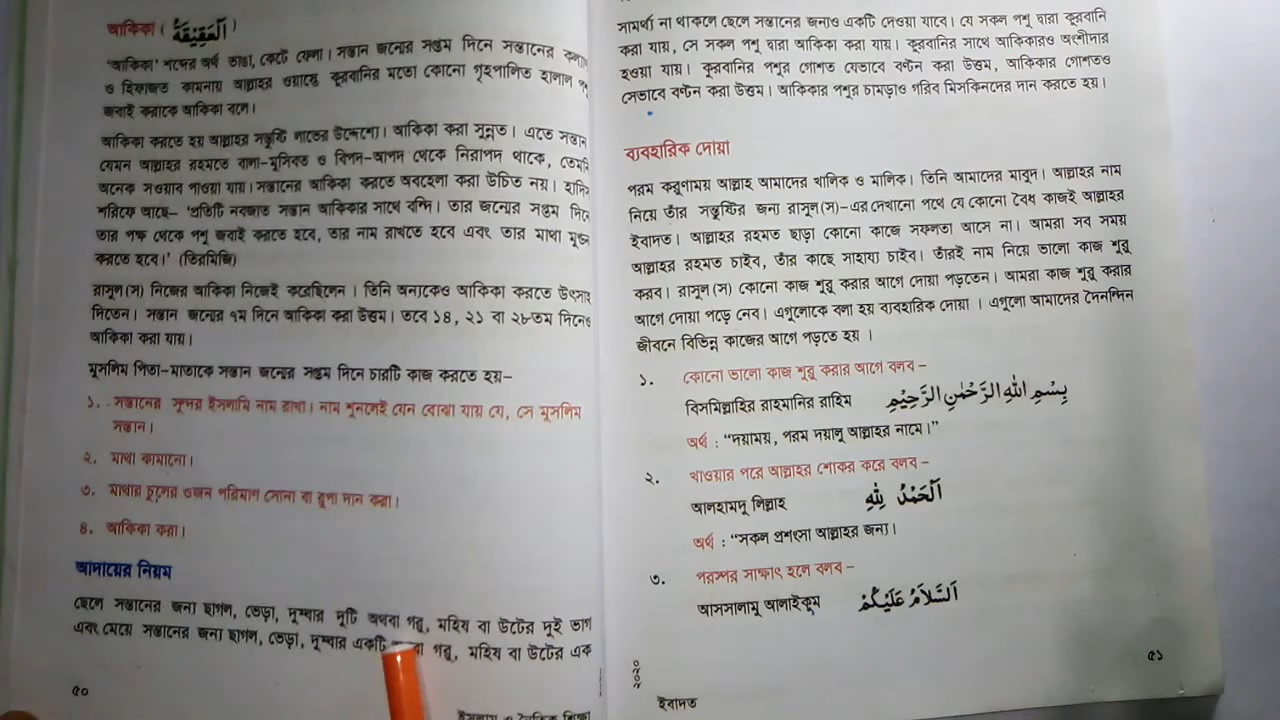 আকিকা ( اَلْعَقِيْقَةُ )
'আকিকা' শব্দের অর্থ ভাঙা, কেটে ফেলা। সন্তান জন্মের সপ্তম দিনে সন্তানের কল্যাণ
ও হিফাজত কামনায় আল্লাহর ওয়াস্তে কুরবানির মতো কোনো গৃহপালিত হালাল পশু
জবাই করাকে আকিকা বলে।
আকিকা করতে হয় আল্লাহর সন্তুষ্টি লাভের উদ্দেশ্যে। আকিকা করা সুন্নত। এতে সন্তান
যেমন আল্লাহর রহমতে বালা-মুসিবত ও বিপদ-আপদ থেকে নিরাপদ থাকে, তেমনি
অনেক সওয়াব পাওয়া যায়। সন্তানের আকিকা করতে অবহেলা করা উচিত নয়। হাদিস
শরিফে আছে- 'প্রতিটি নবজাত সন্তান আকিকার সাথে বন্দি। তার জন্মের সপ্তম দিনে
তার পক্ষ থেকে পশু জবাই করতে হবে, তার নাম রাখতে হবে এবং তার মাথা মুণ্ডন
করতে হবে।' (তিরমিজি)
রাসুল(স) নিজের আকিকা নিজেই করেছিলেন। তিনি অন্যকেও আকিকা করতে উৎসাহ
দিতেন। সন্তান জন্মের ৭ম দিনে আকিকা করা উত্তম। তবে ১৪, ২১ বা ২৮তম দিনেও
আকিকা করা যায়।
মুসলিম পিতা-মাতাকে সন্তান জন্মের সপ্তম দিনে চারটি কাজ করতে হয়–
১. সন্তানের সুন্দর ইসলামি নাম রাখা। নাম শুনলেই যেন বোঝা যায় যে, সে মুসলিম
সন্তান।
২. মাথা কামানো।
৩. মাথার চুলের ওজন পরিমাণ সোনা বা রুপা দান করা।
৪. আকিকা করা।
আদায়ের নিয়ম
ছেলে সন্তানের জন্য ছাগল, ভেড়া, দুম্বার দুটি অথবা গরু, মহিষ বা উটের দুই ভাগ
এবং মেয়ে সন্তানের জন্য ছাগল, ভেড়া, দুম্বার একটি গরু, মহিষ বা উটের এক
৫০
সামর্থ্য না থাকলে ছেলে সন্তানের জন্যও একটি দেওয়া যাবে। যে সকল পশু দ্বারা কুরবানি
করা যায়, সে সকল পশু দ্বারা আকিকা করা যায়। কুরবানির সাথে আকিকারও অংশীদার
হওয়া যায়। কুরবানির পশুর গোশত যেভাবে বণ্টন করা উত্তম, আকিকার গোশতও
সেভাবে বণ্টন করা উত্তম। আকিকার পশুর চামড়াও গরিব মিসকিনদের দান করতে হয়।
ব্যবহারিক দোয়া
পরম করুণাময় আল্লাহ আমাদের খালিক ও মালিক। তিনি আমাদের মাবুদ। আল্লাহর নাম
নিয়ে তাঁর সন্তুষ্টির জন্য রাসুল(স)-এর দেখানো পথে যে কোনো বৈধ কাজই আল্লাহর
ইবাদত। আল্লাহর রহমত ছাড়া কোনো কাজে সফলতা আসে না। আমরা সব সময়
আল্লাহর রহমত চাইব, তাঁর কাছে সাহায্য চাইব। তাঁরই নাম নিয়ে ভালো কাজ শুরু
করব। রাসুল(স) কোনো কাজ শুরু করার আগে দোয়া পড়তেন। আমরা কাজ শুরু করার
আগে দোয়া পড়ে নেব। এগুলোকে বলা হয় ব্যবহারিক দোয়া । এগুলো আমাদের দৈনন্দিন
জীবনে বিভিন্ন কাজের আগে পড়তে হয় ।
১. কোনো ভালো কাজ শুরু করার আগে বলব –
বিসমিল্লাহির রাহমানির রাহিম بِسْمِ اللهِ الرَّحْمٰنِ الرَّحِيْمِ
অর্থ : “দয়াময়, পরম দয়ালু আল্লাহর নামে।”
২. খাওয়ার পরে আল্লাহর শোকর করে বলব –
আলহামদু লিল্লাহ اَلْحَمْدُ لِلّٰهِ
অর্থ : “সকল প্রশংসা আল্লাহর জন্য।
৩. পরস্পর সাক্ষাৎ হলে বলব –
আসসালামু আলাইকুম اَلسَّلَامُ عَلَيْكُمْ
৫১
২০২০
ইবাদত